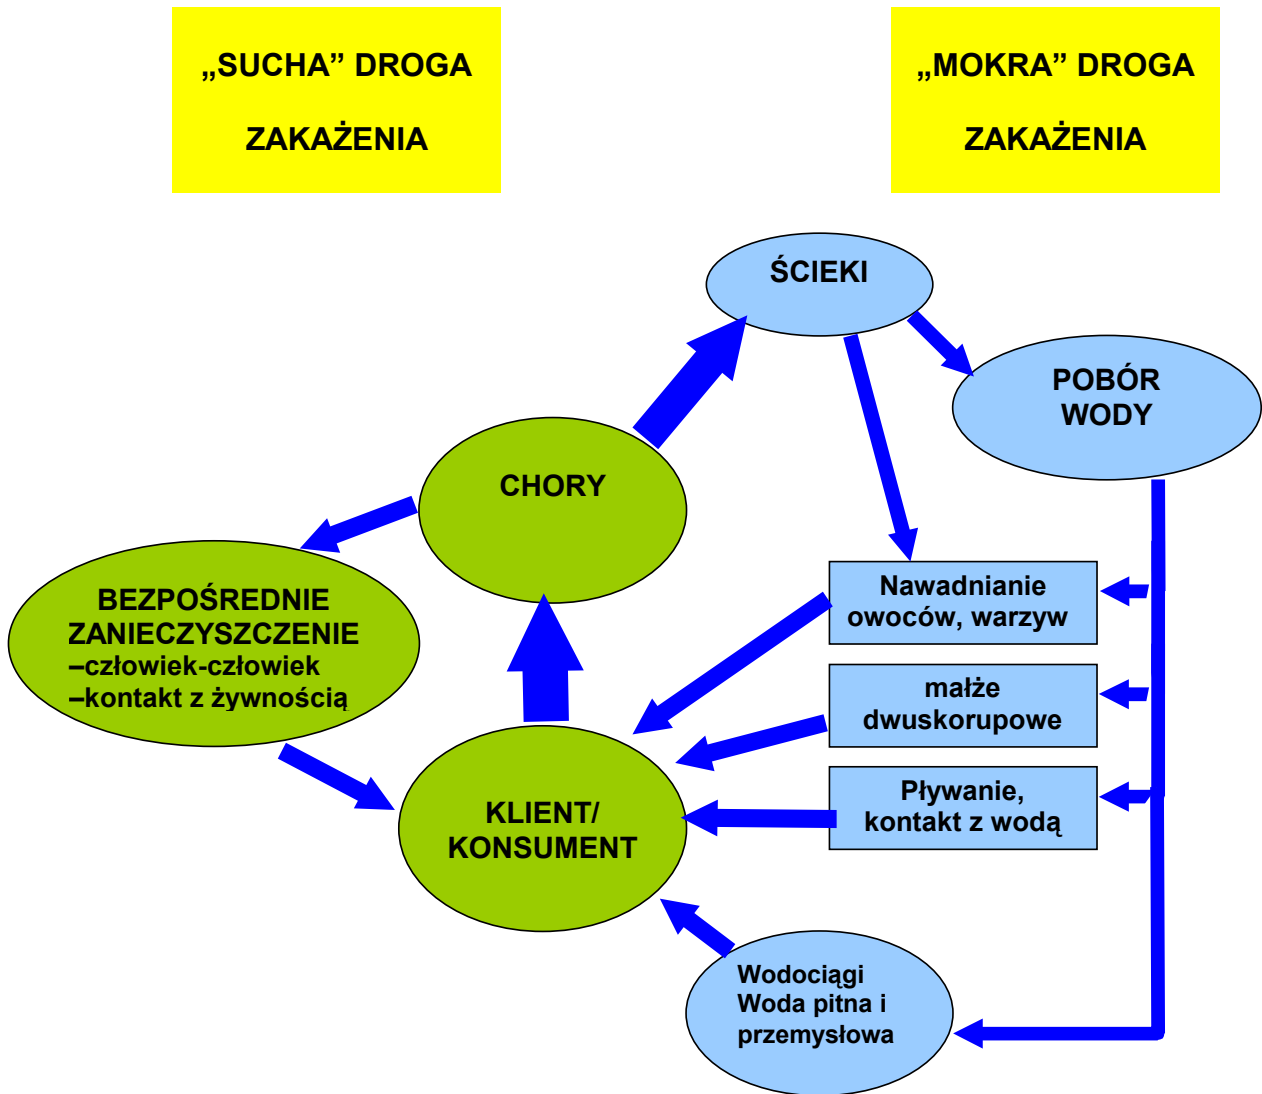 „SUCHA” DROGA
ZAKAŻENIA
„MOKRA” DROGA
ZAKAŻENIA
ŚCIEKI
POBÓR
WODY
CHORY
BEZPOŚREDNIE
ZANIECZYSZCZENIE
–człowiek-człowiek
–kontakt z żywnością
Nawadnianie
owoców, warzyw
małże
dwuskorupowe
Pływanie,
kontakt z wodą
KLIENT/
KONSUMENT
Wodociągi
Woda pitna i
przemysłowa